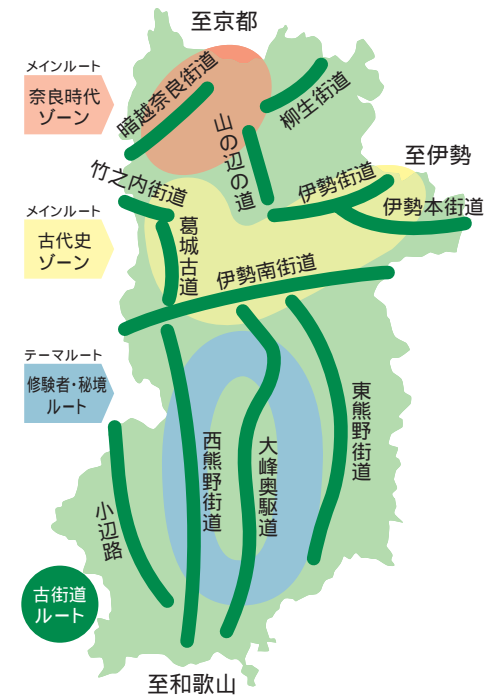 至京都
メインルート
奈良時代
ゾーン
暗越奈良街道
柳生街道
山の辺の道
至伊勢
竹之内街道
伊勢街道
伊勢本街道
メインルート
古代史
ゾーン
葛城古道
伊勢南街道
テーマルート
修験者・秘境
ルート
東熊野街道
西熊野街道
大峰奥駆道
小辺路
古街道
ルート
至和歌山